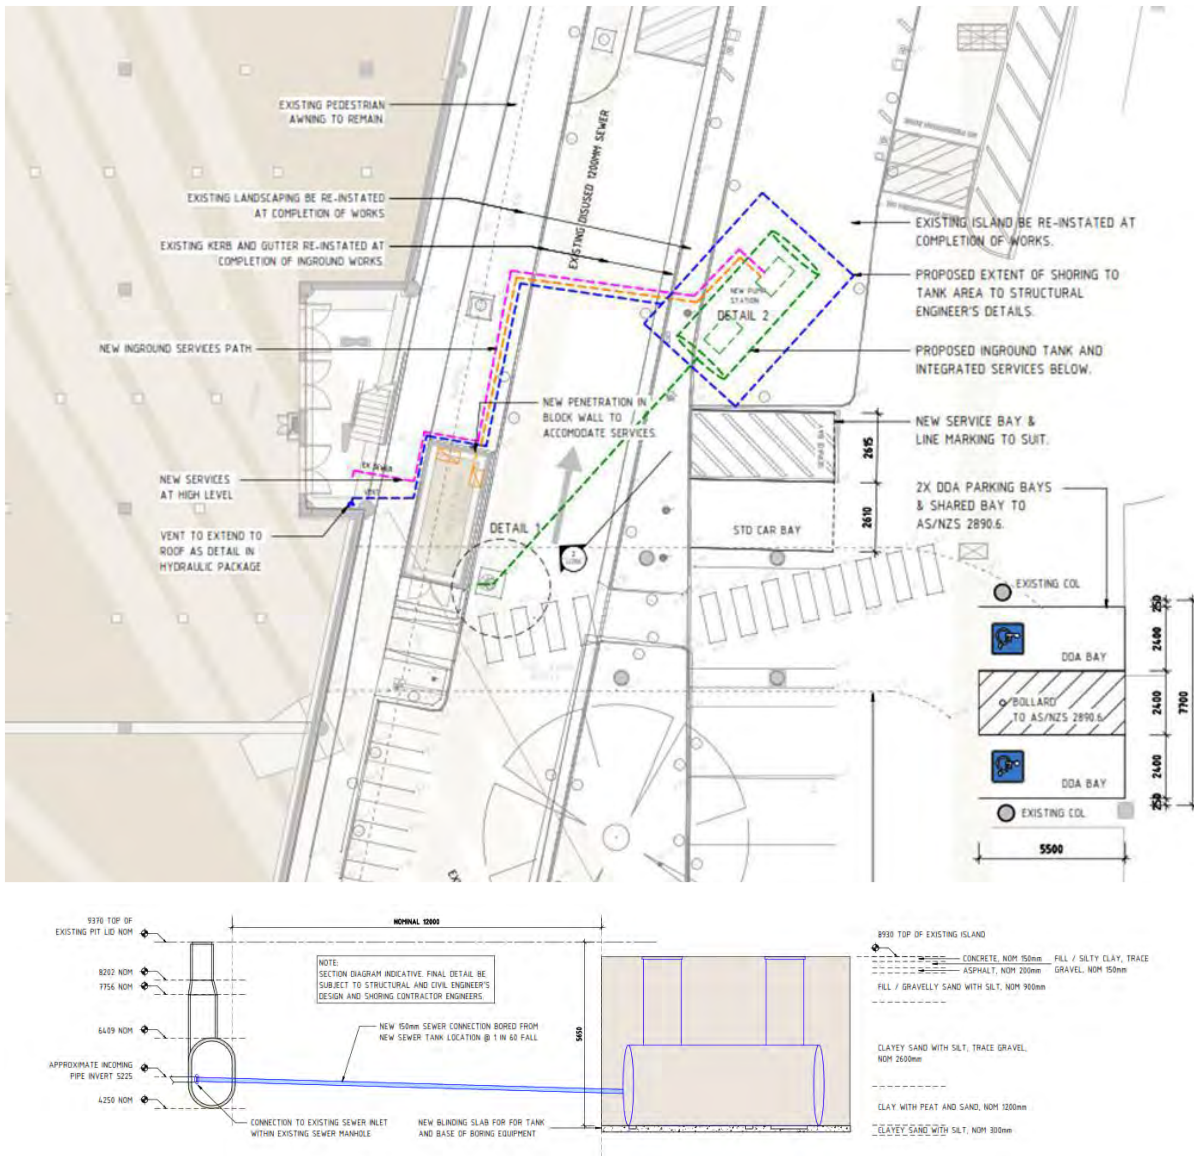 EXISTING PEDESTRIAN
AWNING TO REMAIN
EXISTING LANDSCAPING BE RE-INSTATED
AT COMPLETION OF WORKS
EXISTING KERB AND GUTTER RE-INSTATED AT
COMPLETION OF INGROUND WORKS.
EXISTING DISUSED 1200MM SEWER
NEW INGROUND SERVICES PATH
NEW PENETRATION IN
BLOCK WALL TO
ACCOMODATE SERVICES.
EX SEWER
VENT
NEW SERVICES
AT HIGH LEVEL
VENT TO EXTEND TO
ROOF AS DETAIL IN
HYDRAULIC PACKAGE
DETAIL 1
NEW PUMP
STATION
DETAIL 2
EXISTING ISLAND BE RE-INSTATED AT
COMPLETION OF WORKS.
PROPOSED EXTENT OF SHORING TO
TANK AREA TO STRUCTURAL
ENGINEER'S DETAILS.
PROPOSED INGROUND TANK AND
INTEGRATED SERVICES BELOW.
NEW SERVICE BAY &
LINE MARKING TO SUIT.
SERVICE BAY
2615
2610
STD CAR BAY
2X DDA PARKING BAYS
& SHARED BAY TO
AS/NZS 2890.6.
EXISTING COL
DDA BAY
BOLLARD
TO AS/NZS 2890.6
DDA BAY
EXISTING COL
250
2400
2400
2400
250
7700
5500
9370 TOP OF
EXISTING PIT LID NOM
8202 NOM
7756 NOM
6409 NOM
APPROXIMATE INCOMING
PIPE INVERT 5225
4250 NOM
NOMINAL 12000
NOTE:
SECTION DIAGRAM INDICATIVE. FINAL DETAIL BE
SUBJECT TO STRUCTURAL AND CIVIL ENGINEER'S
DESIGN AND SHORING CONTRACTOR ENGINEERS.
NEW 150mm SEWER CONNECTION BORED FROM
NEW SEWER TANK LOCATION @ 1 IN 60 FALL
CONNECTION TO EXISTING SEWER INLET
WITHIN EXISTING SEWER MANHOLE
NEW BLINDING SLAB FOR FOR TANK
AND BASE OF BORING EQUIPMENT
5650
8930 TOP OF EXISTING ISLAND
CONCRETE, NOM 150mm
ASPHALT, NOM 200mm
FILL / SILTY CLAY, TRACE
GRAVEL. NOM 150mm
FILL / GRAVELLY SAND WITH SILT, NOM 900mm
CLAYEY SAND WITH SILT, TRACE GRAVEL,
NOM 2600mm
CLAY WITH PEAT AND SAND, NOM 1200mm
CLAYEY SAND WITH SILT, NOM 300mm